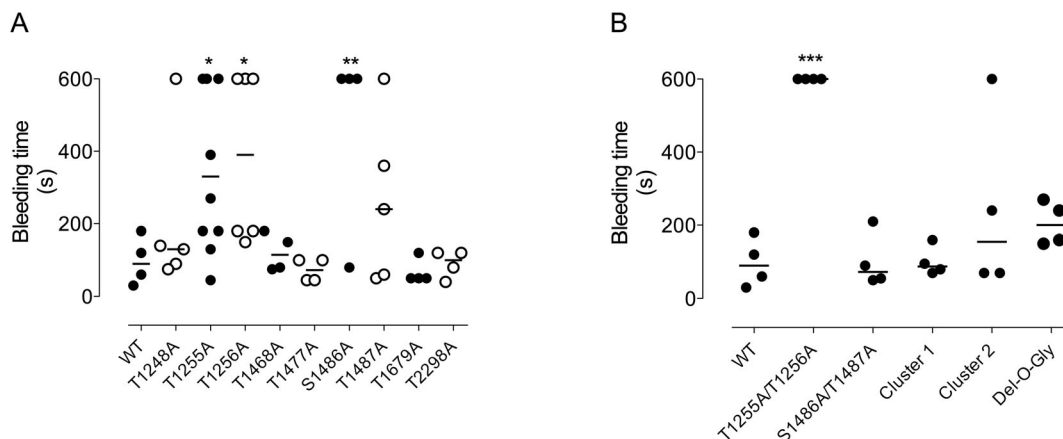 A
* * **
600
400
200
0
Bleeding time
(s)
WT
T1248A
T1255A
T1256A
T1468A
T1477A
S1486A
T1487A
T1679A
T2298A
B
***
600
400
200
0
Bleeding time
(s)
WT
T1255A/T1256A
S1486A/T1487A
Cluster 1
Cluster 2
Del-O-Gly